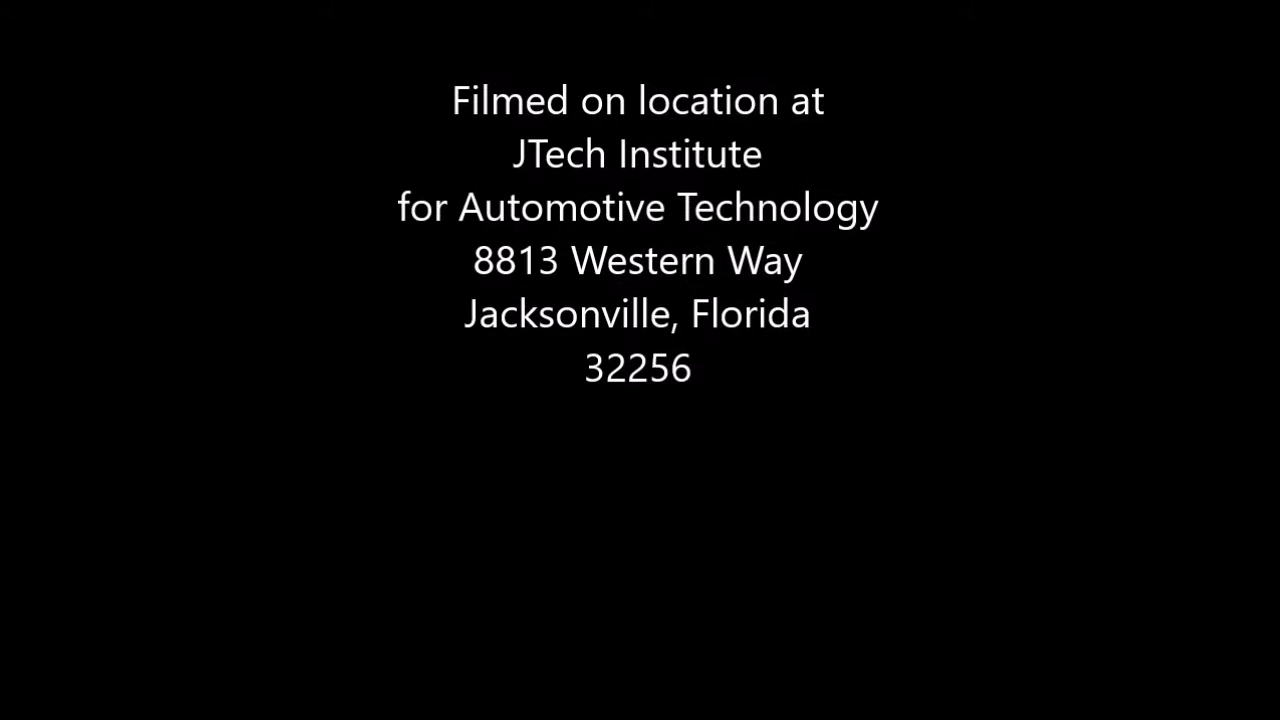 Filmed on location at
JTech Institute
for Automotive Technology
8813 Western Way
Jacksonville, Florida
32256